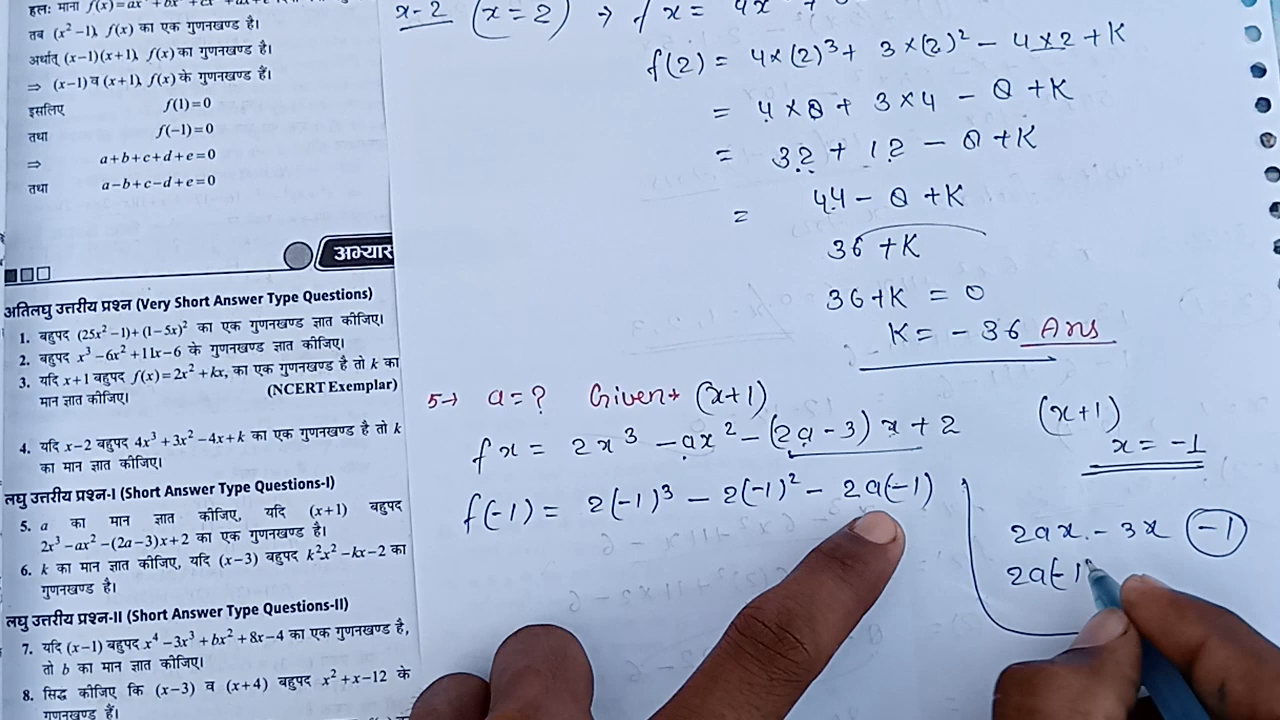 हल: माना f(x)=ax
तब (x²−1), f(x) का एक गुणनखण्ड है।
अर्थात् (x−1)(x+1), f(x) का गुणनखण्ड है।
⇒ (x−1) व (x+1), f(x) के गुणनखण्ड हैं।
इसलिए f(1)=0
तथा f(−1)=0
⇒ a+b+c+d+e=0
तथा a−b+c−d+e=0
अभ्यास
अतिलघु उत्तरीय प्रश्न (Very Short Answer Type Questions)
1. बहुपद (25x²−1)+(1−5x)² का एक गुणनखण्ड ज्ञात कीजिए।
2. बहुपद x³−6x²+11x−6 के गुणनखण्ड ज्ञात कीजिए।
3. यदि x+1 बहुपद f(x)=2x²+kx, का एक गुणनखण्ड है तो k का
मान ज्ञात कीजिए। (NCERT Exemplar)
4. यदि x−2 बहुपद 4x³+3x²−4x+k का एक गुणनखण्ड है तो k
का मान ज्ञात कीजिए।
लघु उत्तरीय प्रश्न-I (Short Answer Type Questions-I)
5. a का मान ज्ञात कीजिए, यदि (x+1) बहुपद
2x³−ax²−(2a−3)x+2 का एक गुणनखण्ड है।
6. k का मान ज्ञात कीजिए, यदि (x−3) बहुपद k²x²−kx−2 का
गुणनखण्ड है।
लघु उत्तरीय प्रश्न-II (Short Answer Type Questions-II)
7. यदि (x−1) बहुपद x⁴−3x³+bx²+8x−4 का एक गुणनखण्ड है,
तो b का मान ज्ञात कीजिए।
8. सिद्ध कीजिए कि (x−3) व (x+4) बहुपद x²+x−12 के
गुणनखण्ड हैं।
x-2 (x=2) → fx = 4x
f(2) = 4×(2)³ + 3×(2)² − 4×2 + K
= 4×8 + 3×4 − 8 + K
= 32 + 12 − 8 + K
= 44 − 8 + K
36 + K
36+K = 0
K = −36 Ans
5→ a=? Given→ (x+1)
fx = 2x³ − ax² − (2a−3)x + 2
f(-1) = 2(-1)³ − 2(-1)² − 2a(-1)
(x+1)
x = −1
2ax − 3x (−1)
2a(-1